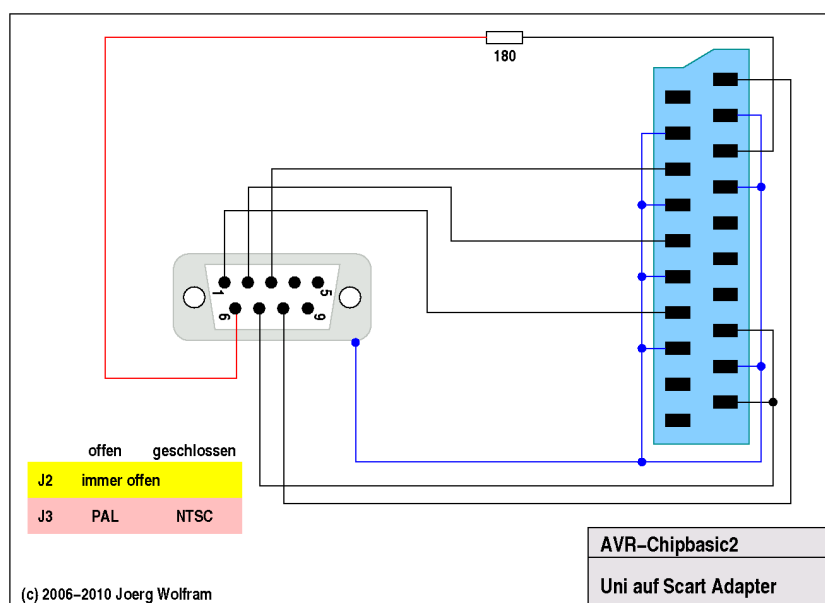 180
1
5
6
9
offen geschlossen
J2 immer offen
J3 PAL NTSC
AVR-Chipbasic2
Uni auf Scart Adapter
(c) 2006-2010 Joerg Wolfram